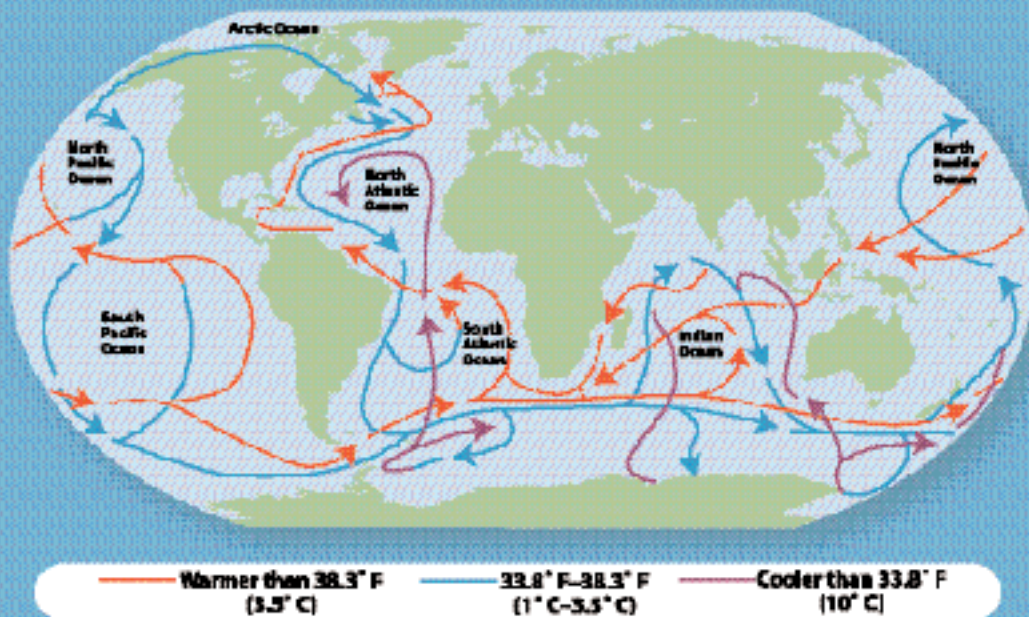 Arctic Ocean
North
Pacific
Ocean
North
Atlantic
Ocean
North
Pacific
Ocean
South
Pacific
Ocean
South
Atlantic
Ocean
Indian
Ocean
Warmer than 38.3° F
(3.5° C)
33.8° F–38.3° F
(1° C–3.5° C)
Cooler than 33.8° F
(10° C)